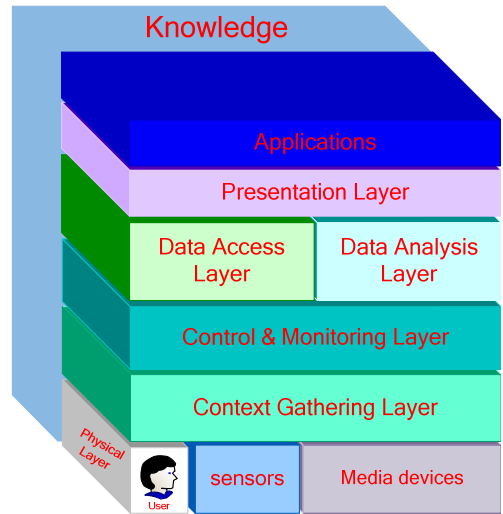 Knowledge
Applications
Presentation Layer
Data Access
Layer
Data Analysis
Layer
Control & Monitoring Layer
Context Gathering Layer
Physical
Layer
User
sensors
Media devices